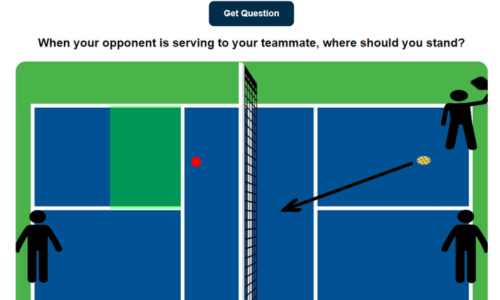 Get Question
When your opponent is serving to your teammate, where should you stand?